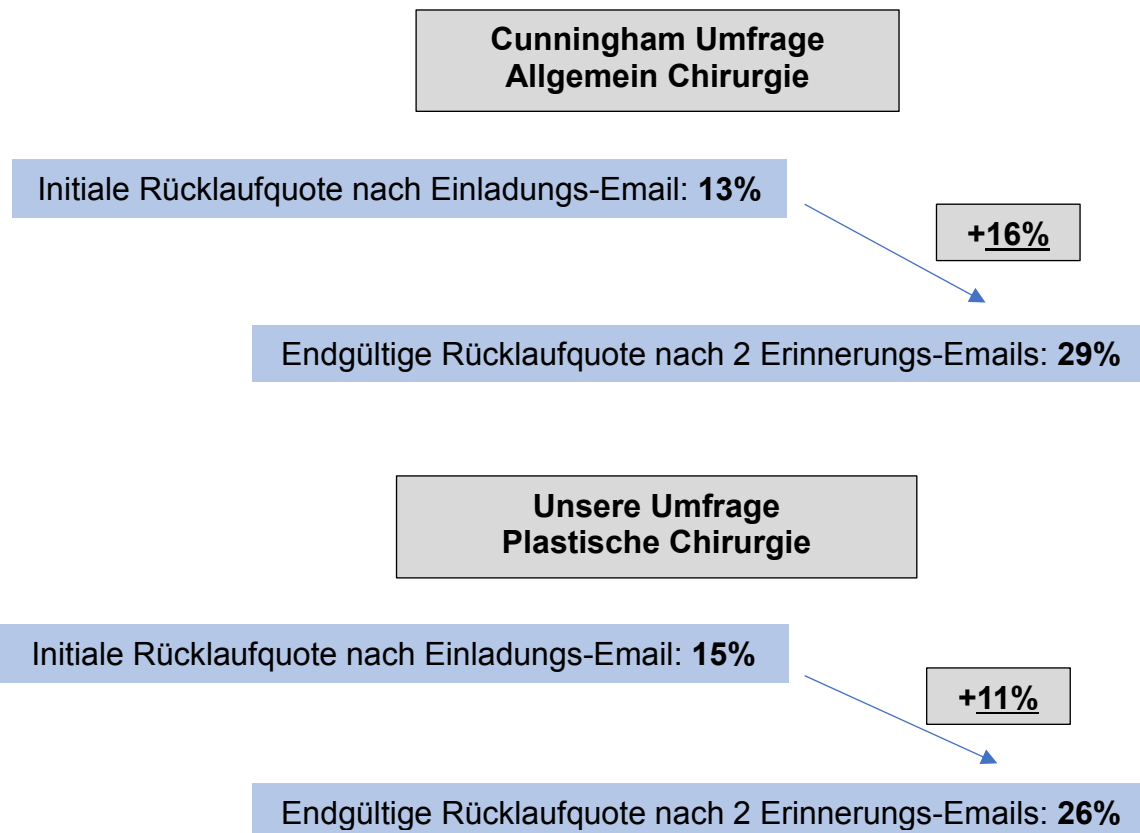 Cunningham Umfrage
Allgemein Chirurgie
Initiale Rücklaufquote nach Einladungs-Email: 13%
+16%
Endgültige Rücklaufquote nach 2 Erinnerungs-Emails: 29%
Unsere Umfrage
Plastische Chirurgie
Initiale Rücklaufquote nach Einladungs-Email: 15%
+11%
Endgültige Rücklaufquote nach 2 Erinnerungs-Emails: 26%